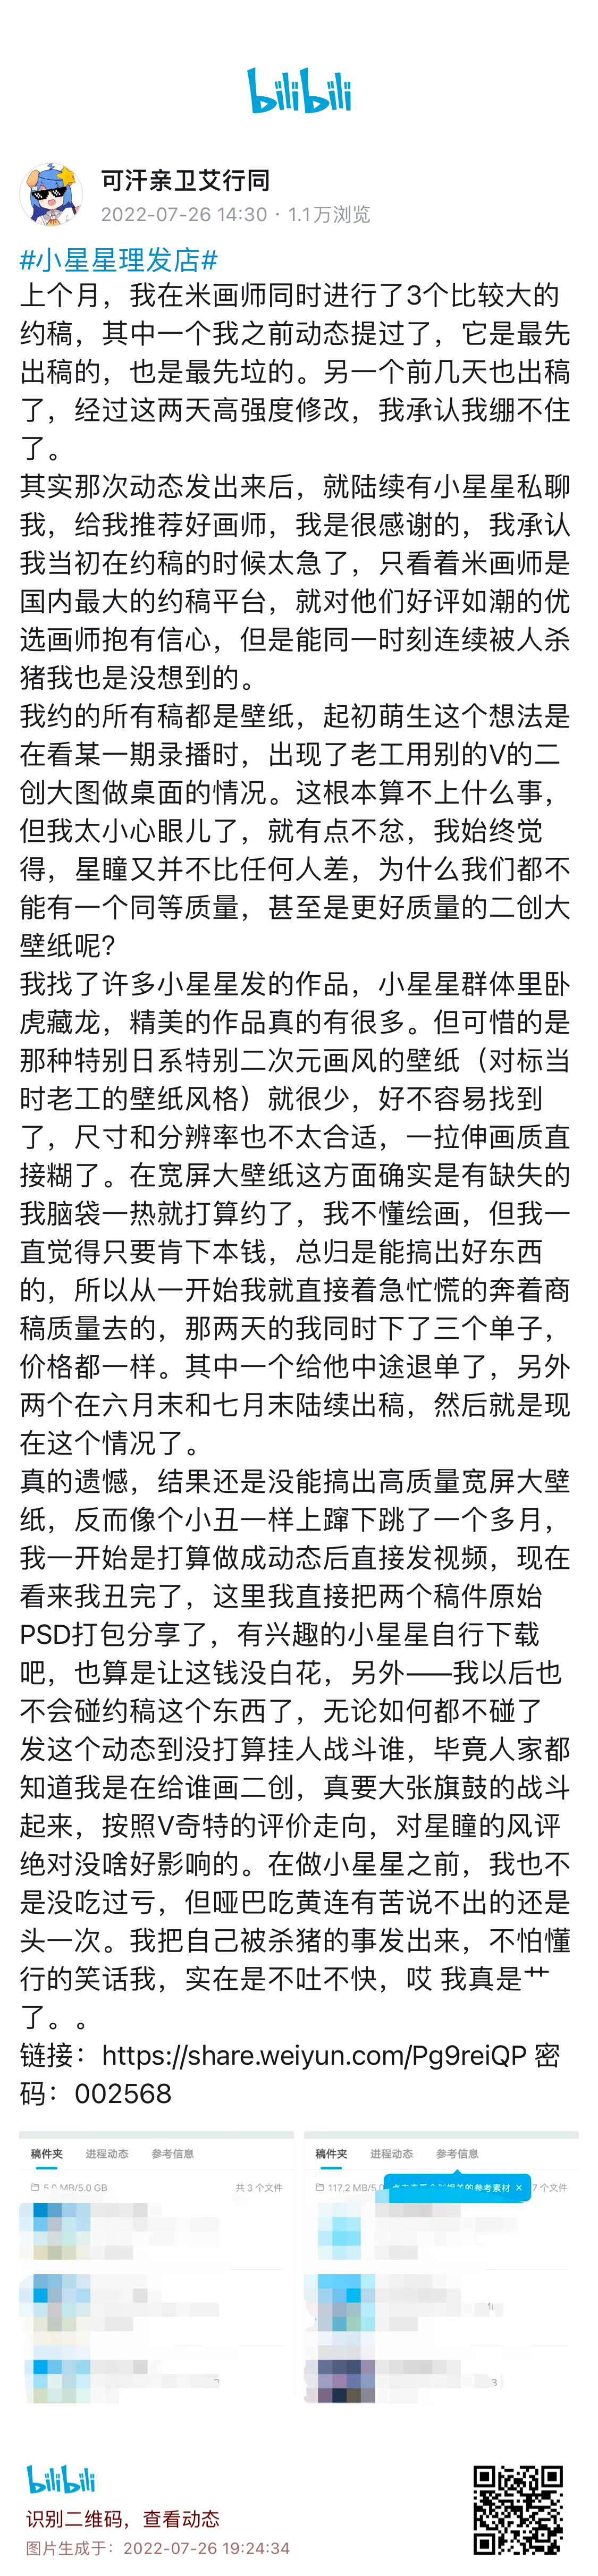 bilibili
可汗亲卫艾行同
2022-07-26 14:30 · 1.1万浏览
#小星星理发店#
上个月，我在米画师同时进行了3个比较大的
约稿，其中一个我之前动态提过了，它是最先
出稿的，也是最先垃的。另一个前几天也出稿
了，经过这两天高强度修改，我承认我绷不住
了。
其实那次动态发出来后，就陆续有小星星私聊
我，给我推荐好画师，我是很感谢的，我承认
我当初在约稿的时候太急了，只看着米画师是
国内最大的约稿平台，就对他们好评如潮的优
选画师抱有信心，但是能同一时刻连续被人杀
猪我也是没想到的。
我约的所有稿都是壁纸，起初萌生这个想法是
在看某一期录播时，出现了老工用别的V的二
创大图做桌面的情况。这根本算不上什么事，
但我太小心眼儿了，就有点不忿，我始终觉
得，星瞳又并不比任何人差，为什么我们都不
能有一个同等质量，甚至是更好质量的二创大
壁纸呢?
我找了许多小星星发的作品，小星星群体里卧
虎藏龙，精美的作品真的有很多。但可惜的是
那种特别日系特别二次元画风的壁纸（对标当
时老工的壁纸风格）就很少，好不容易找到
了，尺寸和分辨率也不太合适，一拉伸画质直
接糊了。在宽屏大壁纸这方面确实是有缺失的
我脑袋一热就打算约了，我不懂绘画，但我一
直觉得只要肯下本钱，总归是能搞出好东西
的，所以从一开始我就直接着急忙慌的奔着商
稿质量去的，那两天的我同时下了三个单子，
价格都一样。其中一个给他中途退单了，另外
两个在六月末和七月末陆续出稿，然后就是现
在这个情况了。
真的遗憾，结果还是没能搞出高质量宽屏大壁
纸，反而像个小丑一样上蹿下跳了一个多月，
我一开始是打算做成动态后直接发视频，现在
看来我丑完了，这里我直接把两个稿件原始
PSD打包分享了，有兴趣的小星星自行下载
吧，也算是让这钱没白花，另外——我以后也
不会碰约稿这个东西了，无论如何都不碰了
发这个动态到没打算挂人战斗谁，毕竟人家都
知道我是在给谁画二创，真要大张旗鼓的战斗
起来，按照V奇特的评价走向，对星瞳的风评
绝对没啥好影响的。在做小星星之前，我也不
是没吃过亏，但哑巴吃黄连有苦说不出的还是
头一次。我把自己被杀猪的事发出来，不怕懂
行的笑话我，实在是不吐不快，哎 我真是艹
了。。
链接：https://share.weiyun.com/Pg9reiQP 密
码：002568
稿件夹 进程动态 参考信息
5.0 MB/5.0 GB 共 3 个文件
稿件夹 进程动态 参考信息
117.2 MB/5.0 的参考素材 × 7 个文件
bilibili
识别二维码，查看动态
图片生成于：2022-07-26 19:24:34